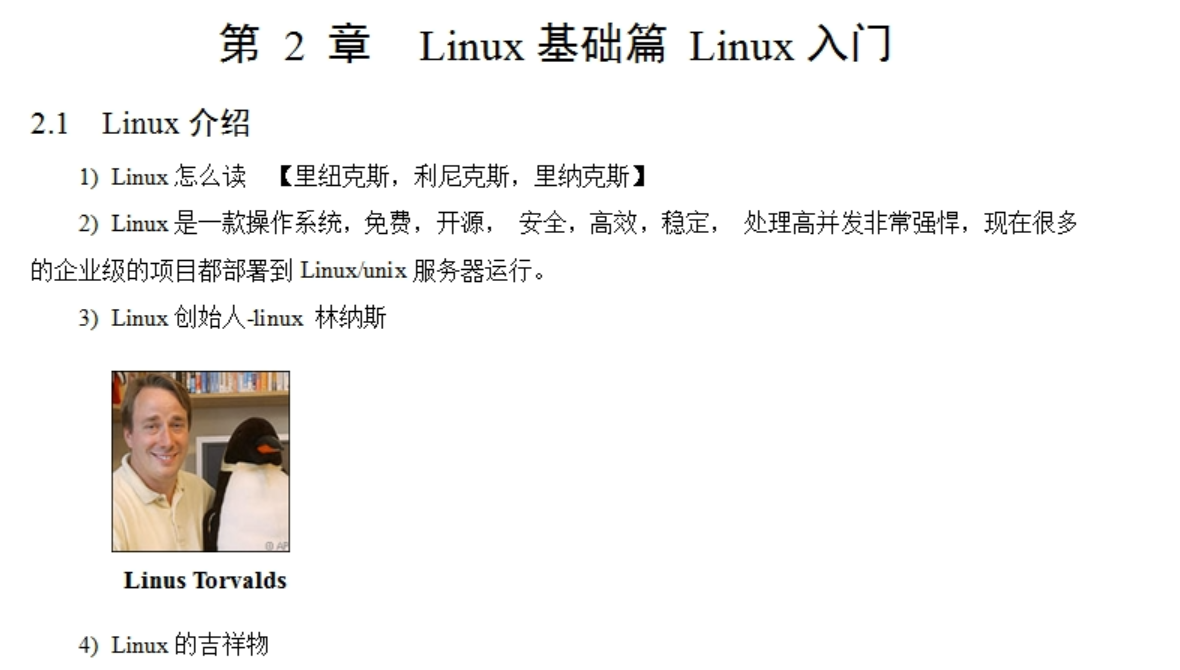 第 2 章 Linux 基础篇 Linux 入门
2.1 Linux 介绍
1) Linux 怎么读 【里纽克斯，利尼克斯，里纳克斯】
2) Linux 是一款操作系统，免费，开源， 安全，高效，稳定， 处理高并发非常强悍，现在很多
的企业级的项目都部署到 Linux/unix 服务器运行。
3) Linux 创始人-linux 林纳斯
© AP
Linus Torvalds
4) Linux 的吉祥物